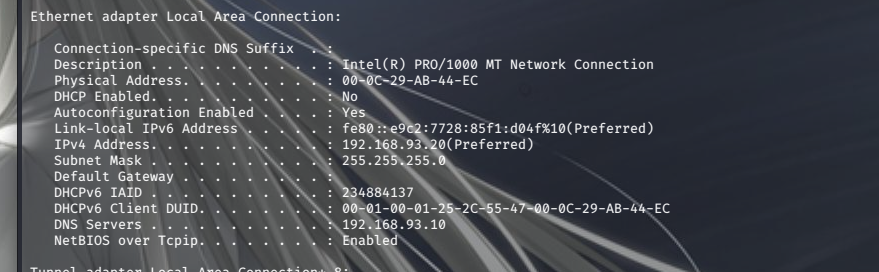 Ethernet adapter Local Area Connection:
Connection-specific DNS Suffix . :
Description . . . . . . . . . . . : Intel(R) PRO/1000 MT Network Connection
Physical Address. . . . . . . . . : 00-0C-29-AB-44-EC
DHCP Enabled. . . . . . . . . . . : No
Autoconfiguration Enabled . . . . : Yes
Link-local IPv6 Address . . . . . : fe80::e9c2:7728:85f1:d04f%10(Preferred)
IPv4 Address. . . . . . . . . . . : 192.168.93.20(Preferred)
Subnet Mask . . . . . . . . . . . : 255.255.255.0
Default Gateway . . . . . . . . . :
DHCPv6 IAID . . . . . . . . . . . : 234884137
DHCPv6 Client DUID. . . . . . . . : 00-01-00-01-25-2C-55-47-00-0C-29-AB-44-EC
DNS Servers . . . . . . . . . . . : 192.168.93.10
NetBIOS over Tcpip. . . . . . . . : Enabled
Tunnel adapter Local Area Connection* 8: